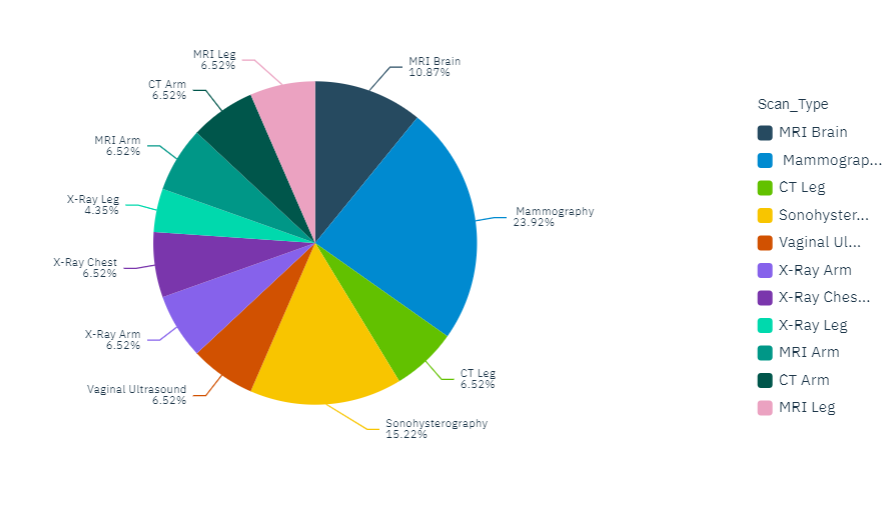 MRI Leg
6.52%
MRI Brain
10.87%
CT Arm
6.52%
MRI Arm
6.52%
X-Ray Leg
4.35%
Mammography
23.92%
X-Ray Chest
6.52%
X-Ray Arm
6.52%
CT Leg
6.52%
Vaginal Ultrasound
6.52%
Sonohysterography
15.22%
Scan_Type
MRI Brain
Mammograp...
CT Leg
Sonohyster...
Vaginal Ul...
X-Ray Arm
X-Ray Ches...
X-Ray Leg
MRI Arm
CT Arm
MRI Leg